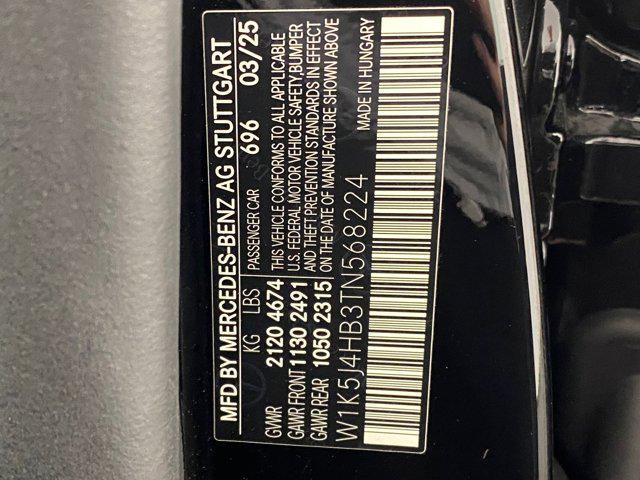 MFD BY MERCEDES-BENZ AG STUTTGART
KG LBS PASSENGER CAR 696 03/25
GVWR 2120 4674 THIS VEHICLE CONFORMS TO ALL APPLICABLE
GAWR FRONT 1130 2491 U.S. FEDERAL MOTOR VEHICLE SAFETY,BUMPER
GAWR REAR 1050 2315 AND THEFT PREVENTION STANDARDS IN EFFECT
ON THE DATE OF MANUFACTURE SHOWN ABOVE
MADE IN HUNGARY
W1K5J4HB3TN568224